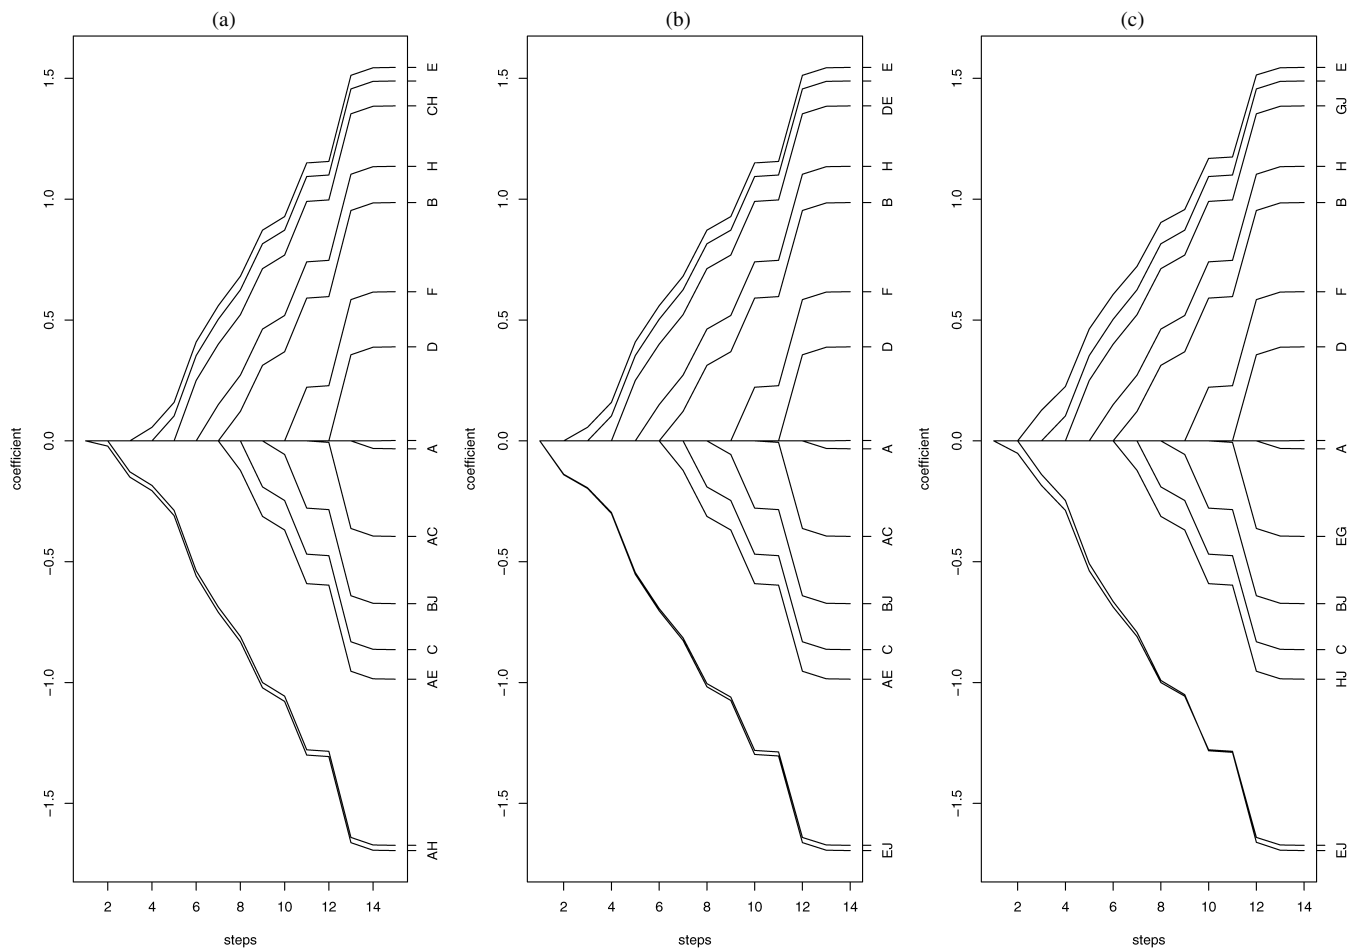 (a)
(b)
(c)
coefficient
1.5
1.0
0.5
0.0
−0.5
−1.0
−1.5
E
CH
H
B
F
D
A
AC
BJ
C
AE
AH
2 4 6 8 10 12 14
steps
coefficient
1.5
1.0
0.5
0.0
−0.5
−1.0
−1.5
E
DE
H
B
F
D
A
AC
BJ
C
AE
EJ
2 4 6 8 10 12 14
steps
coefficient
1.5
1.0
0.5
0.0
−0.5
−1.0
−1.5
E
GJ
H
B
F
D
A
EG
BJ
C
HJ
EJ
2 4 6 8 10 12 14
steps